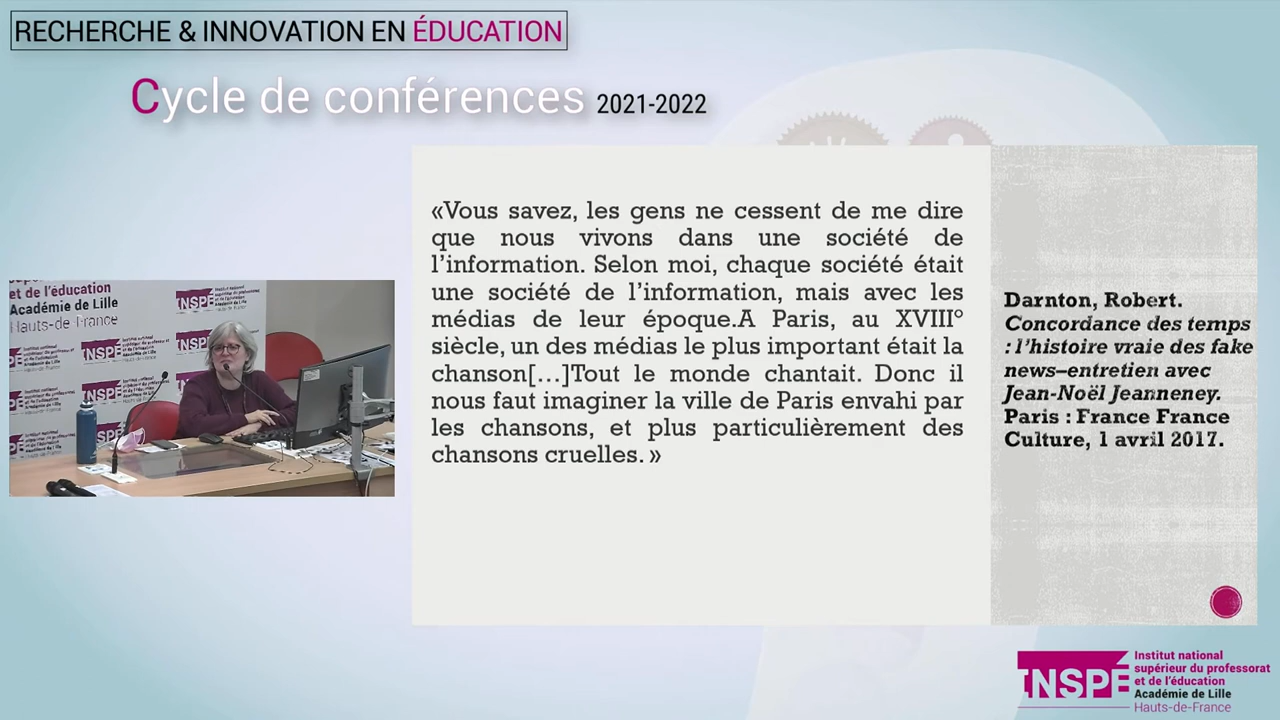 RECHERCHE & INNOVATION EN ÉDUCATION
Cycle de conférences 2021-2022
«Vous savez, les gens ne cessent de me dire
que nous vivons dans une société de
l’information. Selon moi, chaque société était
une société de l’information, mais avec les
médias de leur époque.A Paris, au XVIII°
siècle, un des médias le plus important était la
chanson[…]Tout le monde chantait. Donc il
nous faut imaginer la ville de Paris envahi par
les chansons, et plus particulièrement des
chansons cruelles. »
Darnton, Robert.
Concordance des temps
: l’histoire vraie des fake
news–entretien avec
Jean-Noël Jeanneney.
Paris : France France
Culture, 1 avril 2017.
et de l'éducation
Académie de Lille
Hauts-de-France
INSPÉ
INSPÉ
Institut national
supérieur du professorat
et de l'éducation
Académie de Lille
Hauts-de-France